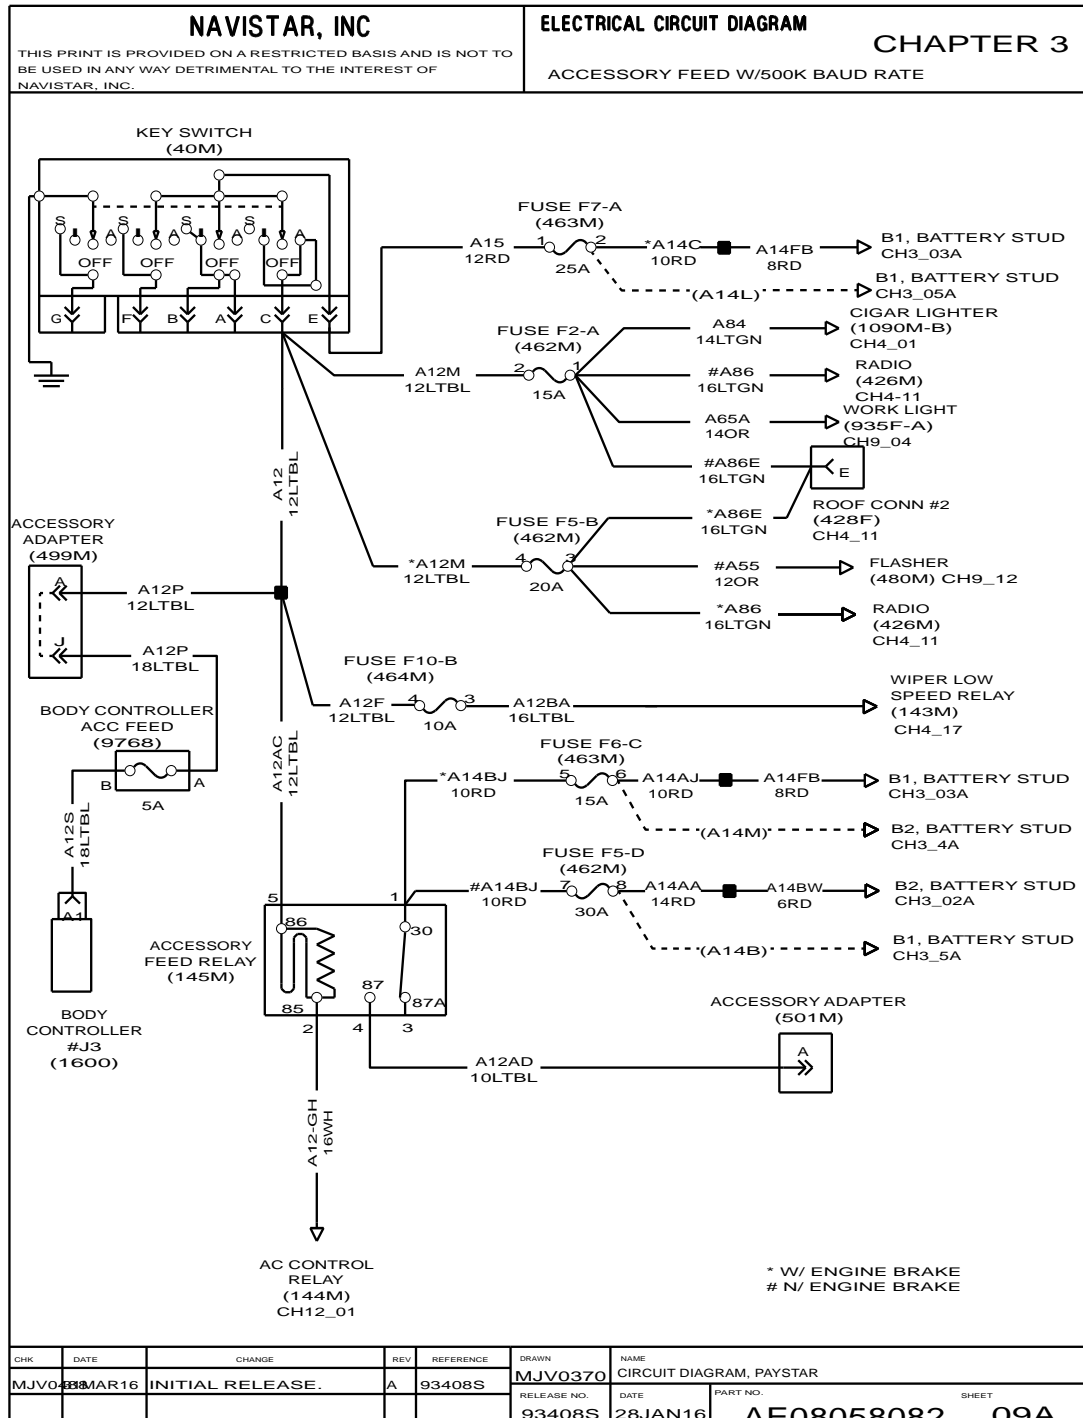 NAVISTAR, INC
THIS PRINT IS PROVIDED ON A RESTRICTED BASIS AND IS NOT TO
BE USED IN ANY WAY DETRIMENTAL TO THE INTEREST OF
NAVISTAR, INC.
ELECTRICAL CIRCUIT DIAGRAM
CHAPTER 3
ACCESSORY FEED W/500K BAUD RATE
KEY SWITCH
(40M)
S A S A S A S A
OFF OFF OFF OFF
G F B A C E
FUSE F7-A
(463M)
A15
12RD
1 2
25A
*A14C
10RD
A14FB
8RD
B1, BATTERY STUD
CH3_03A
(A14L)
B1, BATTERY STUD
CH3_05A
FUSE F2-A
(462M)
A12M
12LTBL
2 1
15A
A84
14LTGN
CIGAR LIGHTER
(1090M-B)
CH4_01
#A86
16LTGN
RADIO
(426M)
CH4-11
A65A
14OR
WORK LIGHT
(935F-A)
CH9_04
#A86E
16LTGN
E
ROOF CONN #2
(428F)
CH4_11
A12
12LTBL
FUSE F5-B
(462M)
*A12M
12LTBL
4 3
20A
*A86E
16LTGN
#A55
12OR
FLASHER
(480M) CH9_12
*A86
16LTGN
RADIO
(426M)
CH4_11
ACCESSORY
ADAPTER
(499M)
A
J
A12P
12LTBL
A12P
18LTBL
FUSE F10-B
(464M)
A12F
12LTBL
4 3
10A
A12BA
16LTBL
WIPER LOW
SPEED RELAY
(143M)
CH4_17
BODY CONTROLLER
ACC FEED
(9768)
B A
5A
A12S
18LTBL
A1
BODY
CONTROLLER
#J3
(1600)
A12AC
12LTBL
FUSE F6-C
(463M)
*A14BJ
10RD
5 6
15A
A14AJ
10RD
A14FB
8RD
B1, BATTERY STUD
CH3_03A
(A14M)
B2, BATTERY STUD
CH3_4A
FUSE F5-D
(462M)
#A14BJ
10RD
7 8
30A
A14AA
14RD
A14BW
6RD
B2, BATTERY STUD
CH3_02A
(A14B)
B1, BATTERY STUD
CH3_5A
ACCESSORY
FEED RELAY
(145M)
5 1
86 30
87
85 87A
2 4 3
A12AD
10LTBL
ACCESSORY ADAPTER
(501M)
A
A12-GH
16WH
AC CONTROL
RELAY
(144M)
CH12_01
* W/ ENGINE BRAKE
# N/ ENGINE BRAKE
CHK DATE CHANGE REV REFERENCE
INITIAL RELEASE. A 93408S
DRAWN
MJV0370
NAME
CIRCUIT DIAGRAM, PAYSTAR
RELEASE NO.
93408S
DATE
28JAN16
PART NO.
AE08058082
SHEET
09A